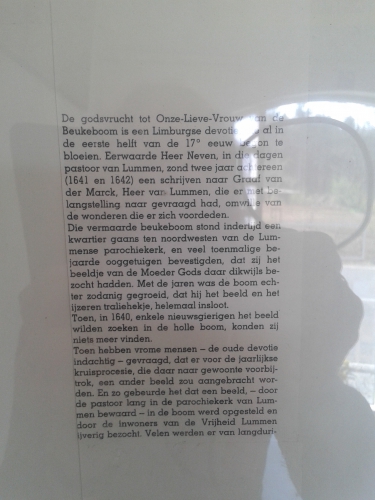 De godsvrucht tot Onze-Lieve-Vrouw van de
Beukeboom is een Limburgse devotie, die al in
de eerste helft van de 17° eeuw begon te
bloeien. Eerwaarde Heer Neven, in die dagen
pastoor van Lummen, zond twee jaar achtereen
(1641 en 1642) een schrijven naar Graaf van
der Marck, Heer van Lummen, die er met be-
langstelling naar gevraagd had, omwille van
de wonderen die er zich voordeden.
De vermaarde beukeboom stond indertijd een
kwartier gaans ten noordwesten van de Lum-
mense parochiekerk, en veel toenmalige be-
jaarde ooggetuigen bevestigden, dat zij het
beeldje van de Moeder Gods daar dikwijls be-
zocht hadden. Met de jaren was de boom ech-
ter zodanig gegroeid, dat hij het beeld en het
ijzeren traliehekje, helemaal insloot.
Toen, in 1640, enkele nieuwsgierigen het beeld
wilden zoeken in de holle boom, konden zij
niets meer vinden.
Toen hebben vrome mensen – de oude devotie
indachtig – gevraagd, dat er voor de jaarlijkse
kruisprocesie, die daar naar gewoonte voorbij-
trok, een ander beeld zou aangebracht wor-
den. En zo gebeurde het dat een beeld, – door
de pastoor lang in de parochiekerk van Lum-
men bewaard – in de boom werd opgesteld en
door de inwoners van de Vrijheid Lummen
ijverig bezocht. Velen werden er van langduri-